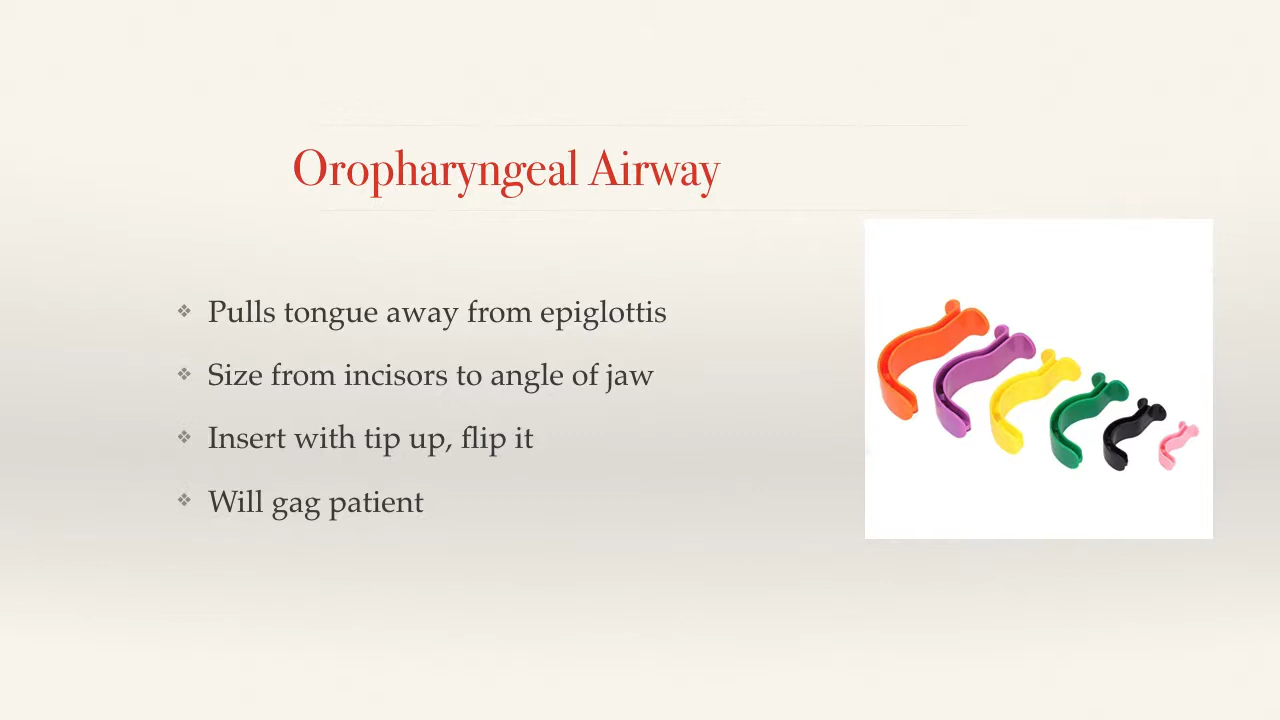 Oropharyngeal Airway
Pulls tongue away from epiglottis
Size from incisors to angle of jaw
Insert with tip up, flip it
Will gag patient